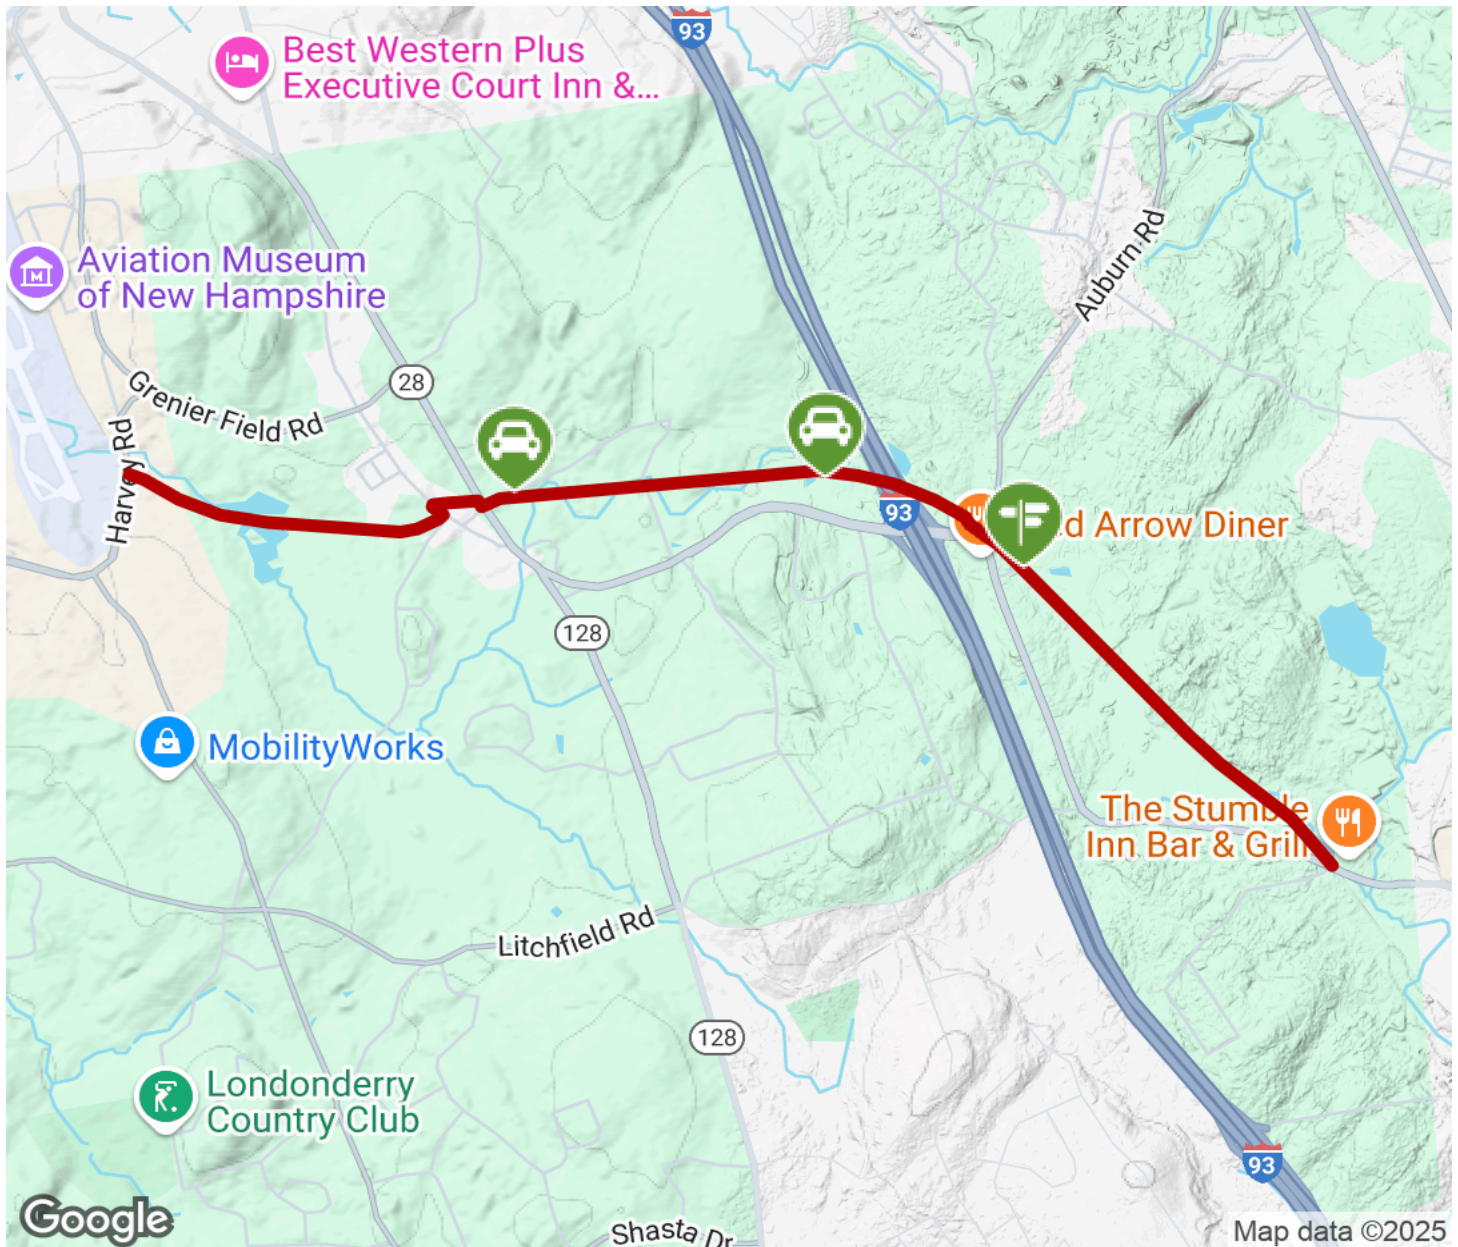 93
Best Western Plus
Executive Court Inn &...
Auburn Rd
Aviation Museum
of New Hampshire
28
Grenier Field Rd
Harvey Rd
93
d Arrow Diner
128
MobilityWorks
The Stumble
Inn Bar & Grill
Litchfield Rd
128
Londonderry
Country Club
93
Google
Shasta Dr
Map data ©2025